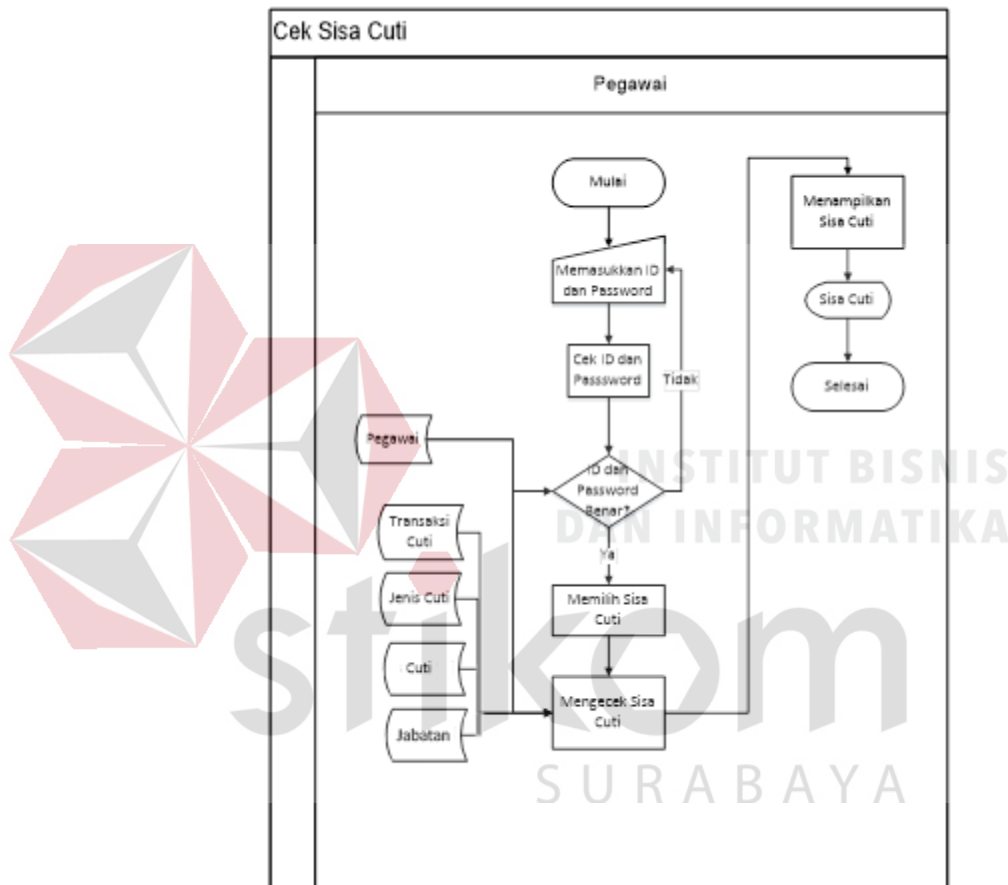 Cek Sisa Cuti
Pegawai
Mulai
Memasukkan ID
dan Password
Cek ID dan
Passsword
Tidak
ID dan
Password
Benar?
Ya
Memilih Sisa
Cuti
Mengecek Sisa
Cuti
Pegawai
Transaksi
Cuti
Jenis Cuti
Cuti
Jabatan
Menampilkan
Sisa Cuti
Sisa Cuti
Selesai
INSTITUT BISNIS
DAN INFORMATIKA
stikom
SURABAYA